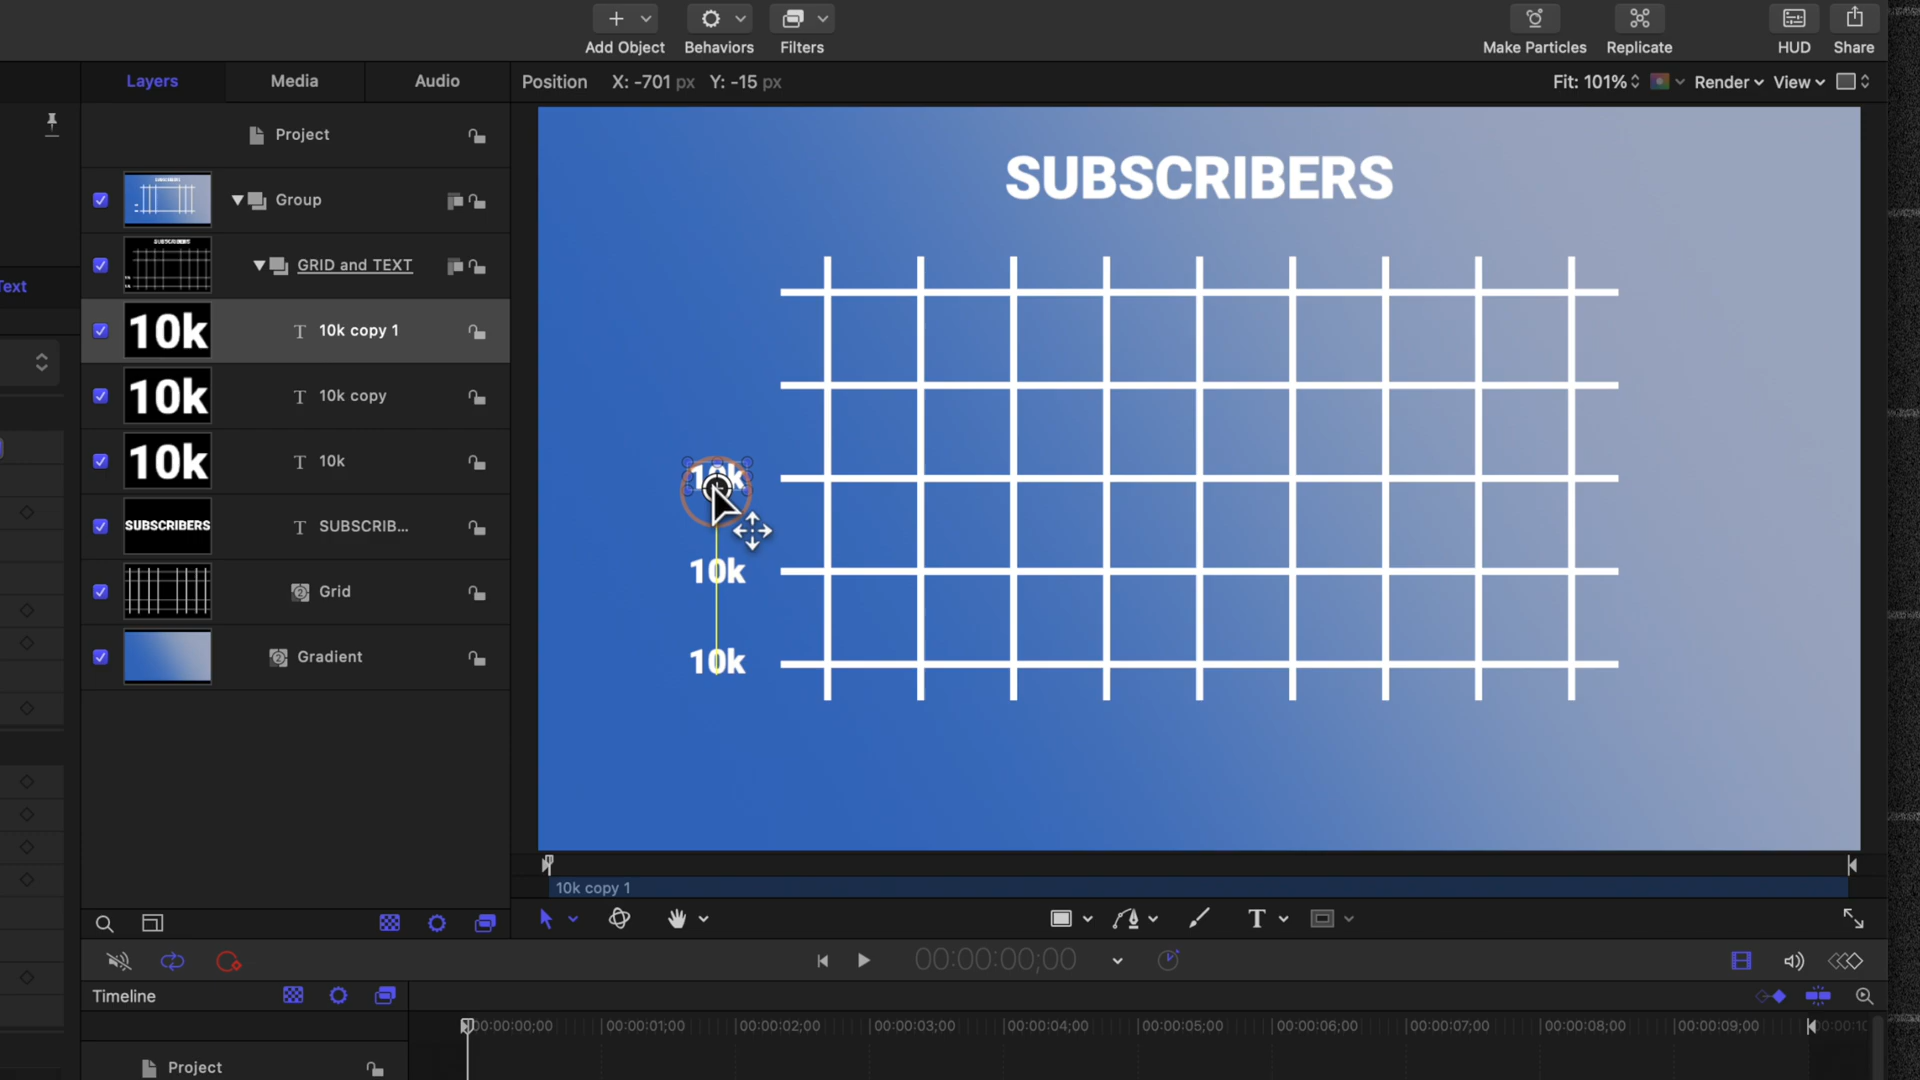 Add Object
Behaviors
Filters
Make Particles
Replicate
HUD
Share
Layers
Media
Audio
Position X: -701 px Y: -15 px
Fit: 101%
Render
View
Project
Group
GRID and TEXT
Text
10k
10k copy 1
10k
10k copy
10k
10k
SUBSCRIBERS
SUBSCRIB...
Grid
Gradient
SUBSCRIBERS
10k
10k
10k
10k copy 1
T
00:00:00;00
Timeline
00:00:00;00
00:00:01;00
00:00:02;00
00:00:03;00
00:00:04;00
00:00:05;00
00:00:06;00
00:00:07;00
00:00:08;00
00:00:09;00
Project